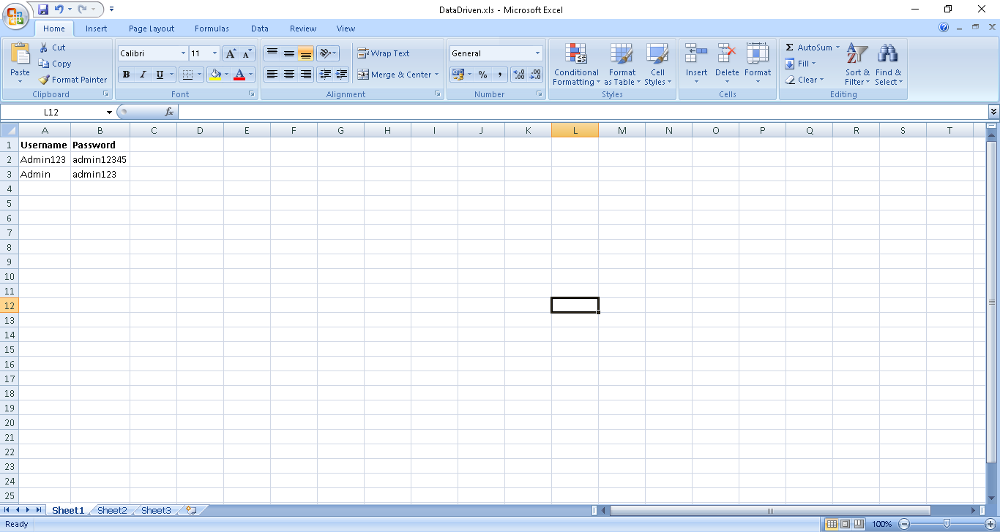 DataDriven.xls - Microsoft Excel
Home Insert Page Layout Formulas Data Review View
Cut
Copy
Format Painter
Paste
Clipboard
Calibri 11
B I U
Font
Wrap Text
Merge & Center
Alignment
General
% ,
Number
Conditional Formatting
Format as Table
Cell Styles
Styles
Insert Delete Format
Cells
Σ AutoSum
Fill
Clear
Sort & Filter
Find & Select
Editing
L12 fx
A B C D E F G H I J K L M N O P Q R S T
1 Username Password
2 Admin123 admin12345
3 Admin admin123
4
5
6
7
8
9
10
11
12
13
14
15
16
17
18
19
20
21
22
23
24
25
Sheet1 Sheet2 Sheet3
Ready 100%